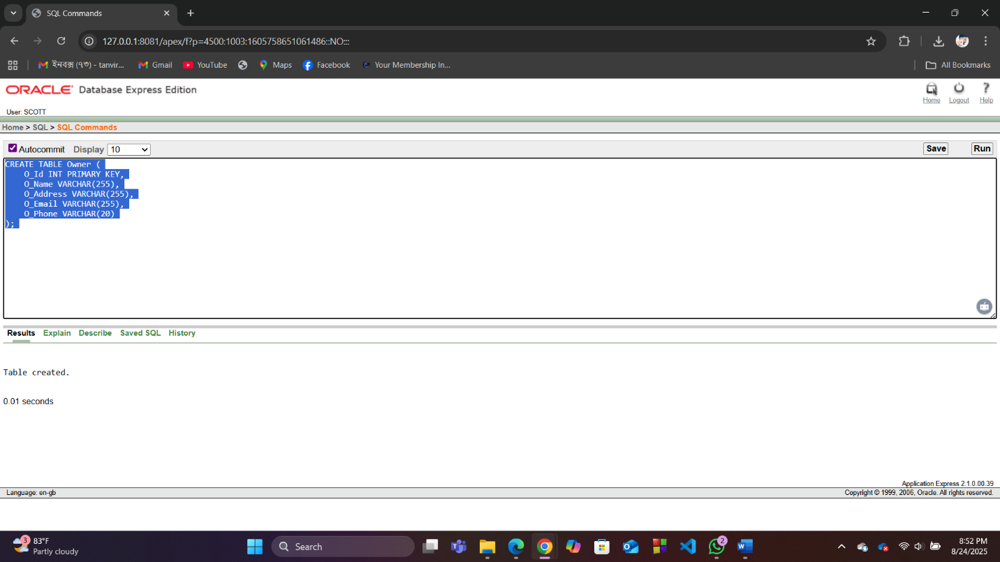 SQL Commands
127.0.0.1:8081/apex/f?p=4500:1003:1605758651061486::NO:::
ইনবক্স (৭৩) - tanvir...
Gmail
YouTube
Maps
Facebook
Your Membership In...
All Bookmarks
ORACLE Database Express Edition
Home
Logout
Help
User: SCOTT
Home > SQL > SQL Commands
Autocommit
Display
10
Save
Run
CREATE TABLE Owner (
O_Id INT PRIMARY KEY,
O_Name VARCHAR(255),
O_Address VARCHAR(255),
O_Email VARCHAR(255),
O_Phone VARCHAR(20)
);
Results
Explain
Describe
Saved SQL
History
Table created.
0.01 seconds
Application Express 2.1.0.00.39
Language: en-gb
Copyright © 1999, 2006, Oracle. All rights reserved.
3
83°F
Partly cloudy
Search
2
8:52 PM
8/24/2025